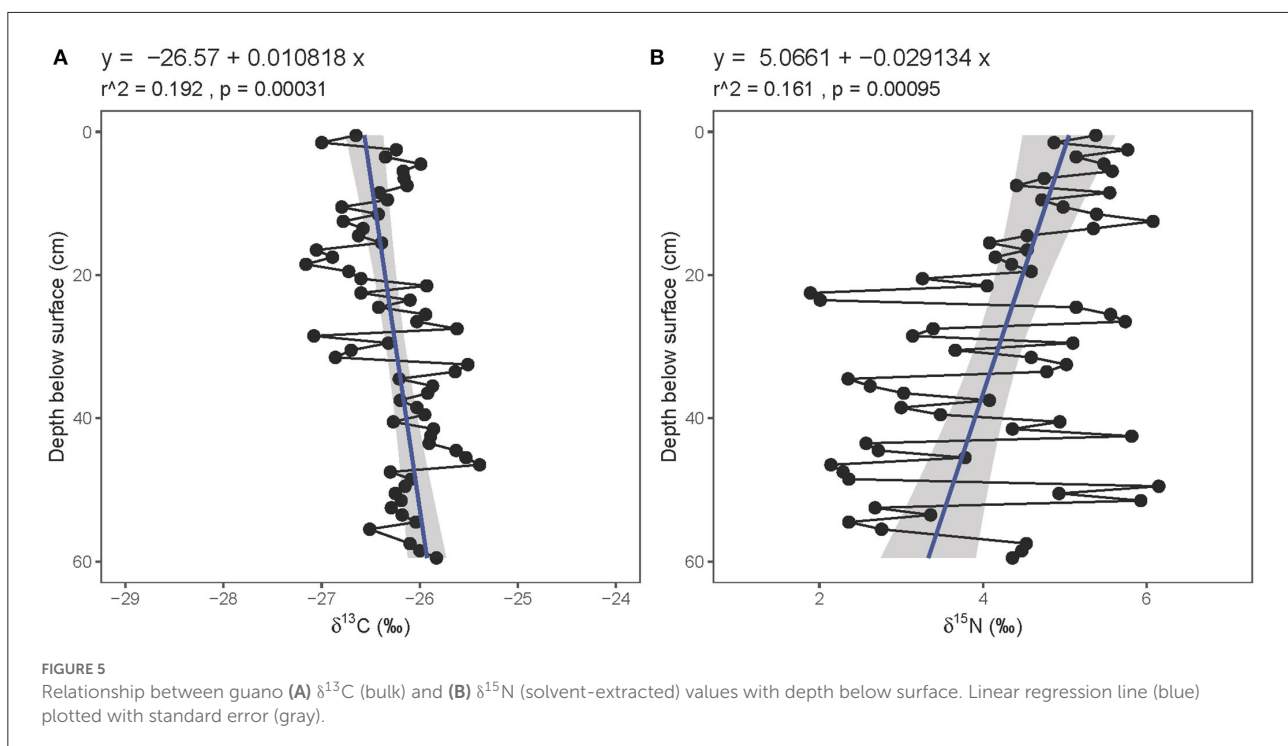 A
y = −26.57 + 0.010818 x
r^2 = 0.192 , p = 0.00031
0
20
40
60
Depth below surface (cm)
−29 −28 −27 −26 −25 −24
δ¹³C (‰)
B
y = 5.0661 + −0.029134 x
r^2 = 0.161 , p = 0.00095
0
20
40
60
Depth below surface (cm)
2 4 6
δ¹⁵N (‰)
FIGURE 5
Relationship between guano (A) δ¹³C (bulk) and (B) δ¹⁵N (solvent-extracted) values with depth below surface. Linear regression line (blue)
plotted with standard error (gray).